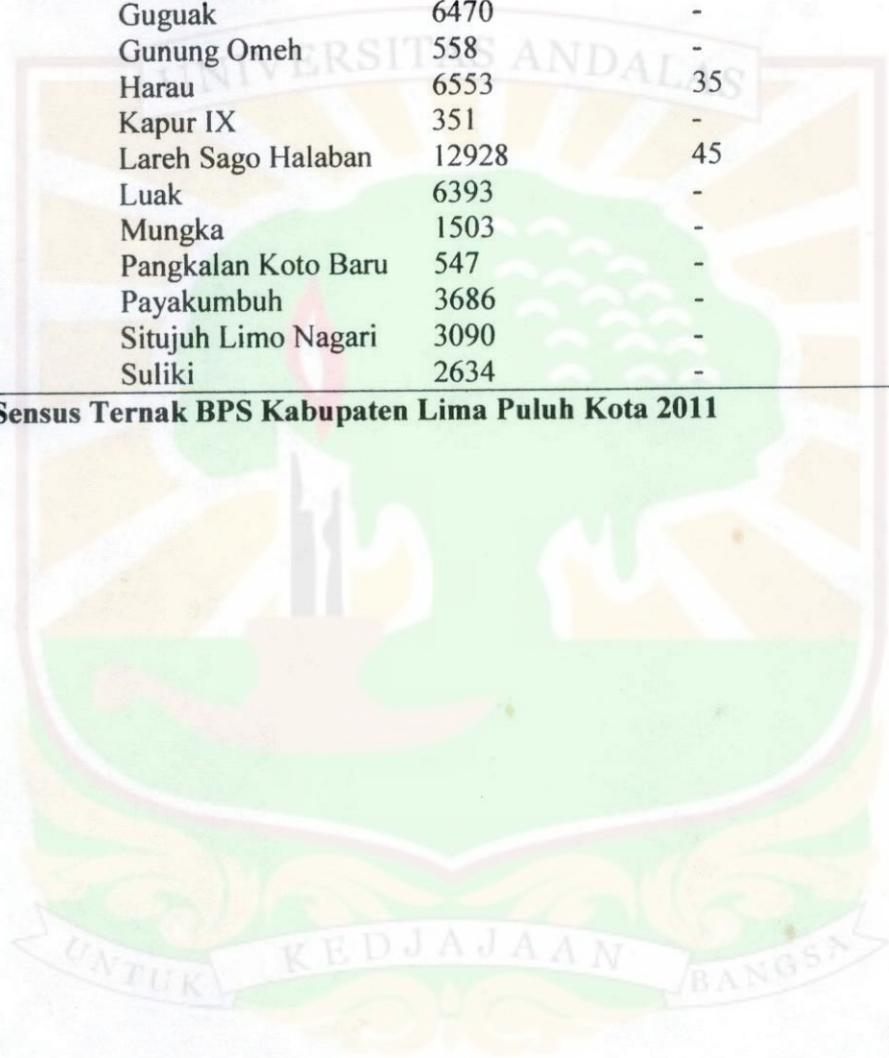 Guguak 6470 -
Gunung Omeh 558 -
UNIVERSITAS ANDALAS
Harau 6553 35
Kapur IX 351 -
Lareh Sago Halaban 12928 45
Luak 6393 -
Mungka 1503 -
Pangkalan Koto Baru 547 -
Payakumbuh 3686 -
Situjuh Limo Nagari 3090 -
Suliki 2634 -
Sensus Ternak BPS Kabupaten Lima Puluh Kota 2011
UNTUK KEDJAJAAN BANGSA